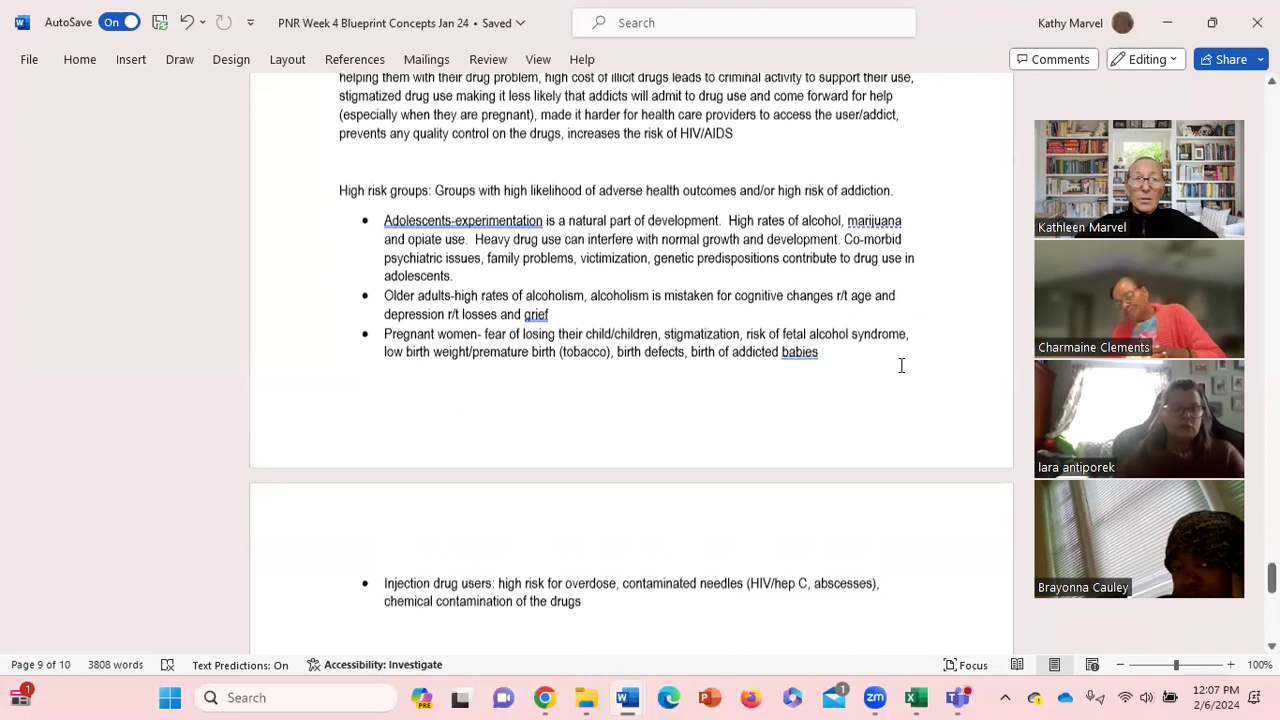 AutoSave On PNR Week 4 Blueprint Concepts Jan 24 • Saved Search Kathy Marvel
File Home Insert Draw Design Layout References Mailings Review View Help Comments Editing Share
helping them with their drug problem, high cost of illicit drugs leads to criminal activity to support their use,
stigmatized drug use making it less likely that addicts will admit to drug use and come forward for help
(especially when they are pregnant), made it harder for health care providers to access the user/addict,
prevents any quality control on the drugs, increases the risk of HIV/AIDS
High risk groups: Groups with high likelihood of adverse health outcomes and/or high risk of addiction.
• Adolescents-experimentation is a natural part of development.  High rates of alcohol, marijuana
and opiate use.  Heavy drug use can interfere with normal growth and development. Co-morbid
psychiatric issues, family problems, victimization, genetic predispositions contribute to drug use in
adolescents.
• Older adults-high rates of alcoholism, alcoholism is mistaken for cognitive changes r/t age and
depression r/t losses and grief
• Pregnant women- fear of losing their child/children, stigmatization, risk of fetal alcohol syndrome,
low birth weight/premature birth (tobacco), birth defects, birth of addicted babies
• Injection drug users: high risk for overdose, contaminated needles (HIV/hep C, abscesses),
chemical contamination of the drugs
Kathleen Marvel
Charmaine Clements
lara antiporek
Brayonna Cauley
Page 9 of 10 3808 words Text Predictions: On Accessibility: Investigate Focus 100%
1 Search PRE 1 zm 12:07 PM
2/6/2024